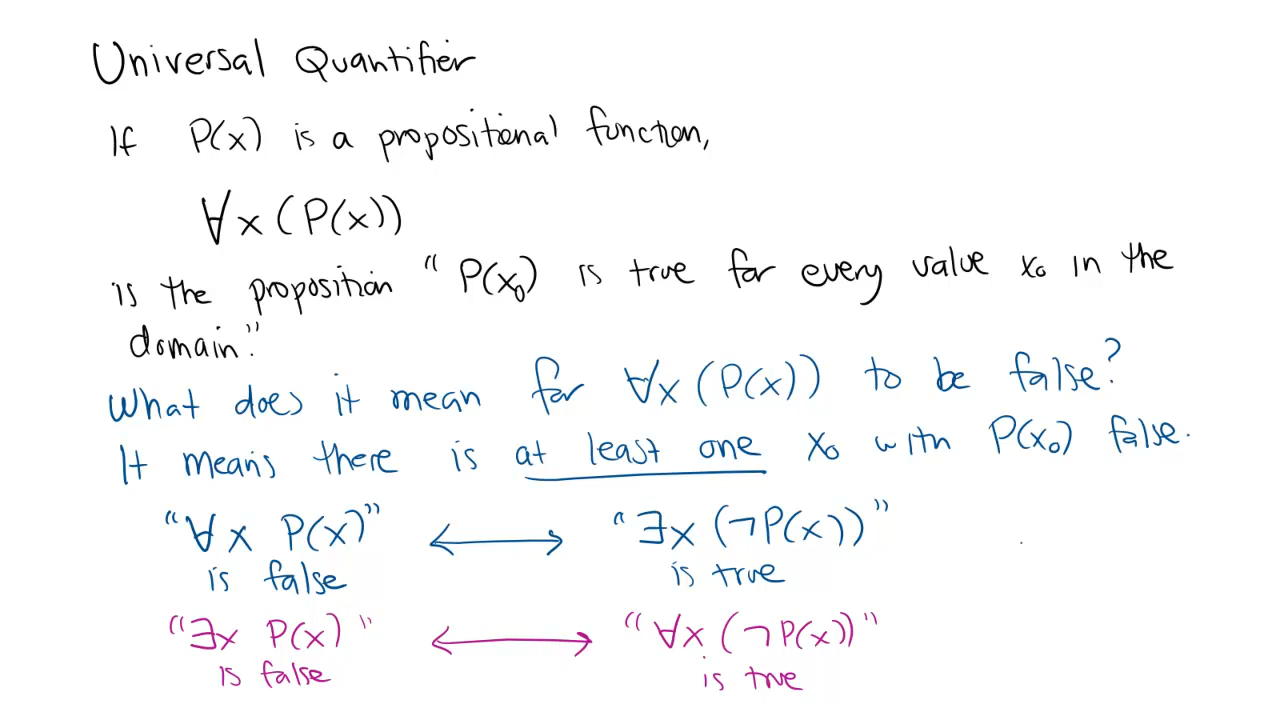 Universal Quantifier
If P(x) is a propositional function,
∀x (P(x))
is the proposition "P(x₀) is true for every value x₀ in the
domain."
What does it mean for ∀x (P(x)) to be false?
It means there is at least one x₀ with P(x₀) false.
"∀x P(x)" ⟷ "∃x (¬P(x))"
is false is true
"∃x P(x)" ⟷ "∀x (¬P(x))"
is false is true